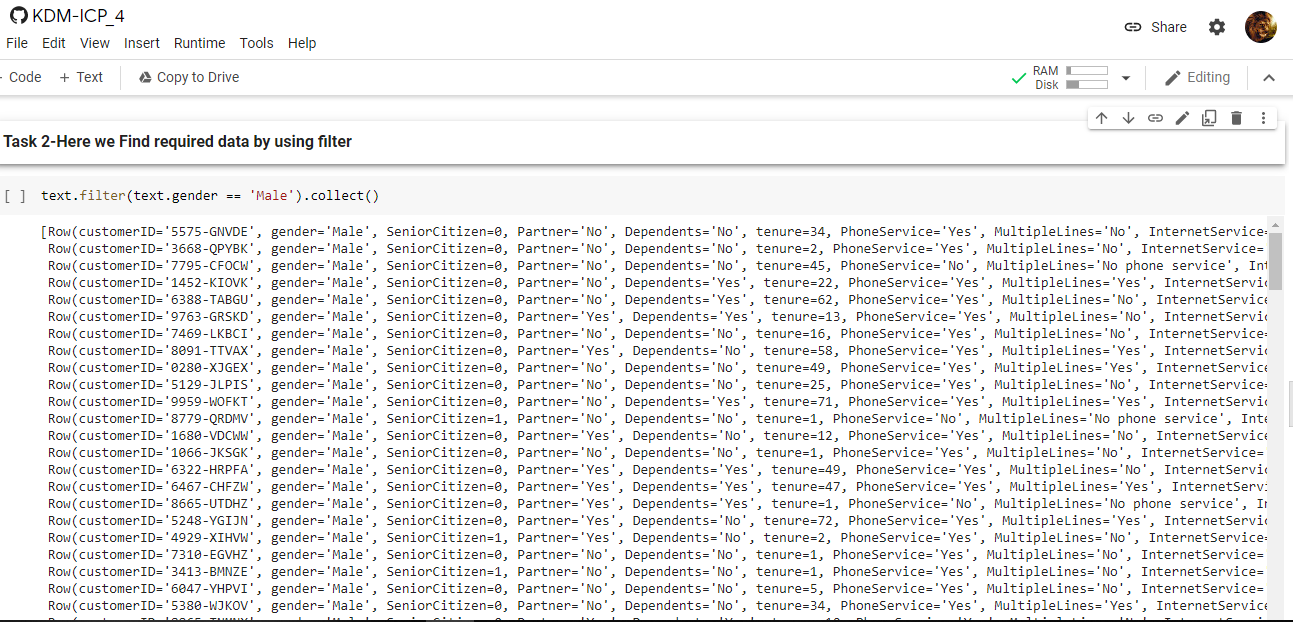 KDM-ICP_4
File Edit View Insert Runtime Tools Help
Share
Code + Text Copy to Drive
RAM
Disk
Editing
Task 2-Here we Find required data by using filter
[ ] text.filter(text.gender == 'Male').collect()
[Row(customerID='5575-GNVDE', gender='Male', SeniorCitizen=0, Partner='No', Dependents='No', tenure=34, PhoneService='Yes', MultipleLines='No', InternetService=
Row(customerID='3668-QPYBK', gender='Male', SeniorCitizen=0, Partner='No', Dependents='No', tenure=2, PhoneService='Yes', MultipleLines='No', InternetService=
Row(customerID='7795-CFOCW', gender='Male', SeniorCitizen=0, Partner='No', Dependents='No', tenure=45, PhoneService='No', MultipleLines='No phone service', Int
Row(customerID='1452-KIOVK', gender='Male', SeniorCitizen=0, Partner='No', Dependents='Yes', tenure=22, PhoneService='Yes', MultipleLines='Yes', InternetServic
Row(customerID='6388-TABGU', gender='Male', SeniorCitizen=0, Partner='No', Dependents='Yes', tenure=62, PhoneService='Yes', MultipleLines='No', InternetService
Row(customerID='9763-GRSKD', gender='Male', SeniorCitizen=0, Partner='Yes', Dependents='Yes', tenure=13, PhoneService='Yes', MultipleLines='No', InternetServic
Row(customerID='7469-LKBCI', gender='Male', SeniorCitizen=0, Partner='No', Dependents='No', tenure=16, PhoneService='Yes', MultipleLines='No', InternetService=
Row(customerID='8091-TTVAX', gender='Male', SeniorCitizen=0, Partner='Yes', Dependents='No', tenure=58, PhoneService='Yes', MultipleLines='Yes', InternetServic
Row(customerID='0280-XJGEX', gender='Male', SeniorCitizen=0, Partner='No', Dependents='No', tenure=49, PhoneService='Yes', MultipleLines='Yes', InternetService
Row(customerID='5129-JLPIS', gender='Male', SeniorCitizen=0, Partner='No', Dependents='No', tenure=25, PhoneService='Yes', MultipleLines='No', InternetService=
Row(customerID='9959-WOFKT', gender='Male', SeniorCitizen=0, Partner='No', Dependents='Yes', tenure=71, PhoneService='Yes', MultipleLines='Yes', InternetServic
Row(customerID='8779-QRDMV', gender='Male', SeniorCitizen=1, Partner='No', Dependents='No', tenure=1, PhoneService='No', MultipleLines='No phone service', Inte
Row(customerID='1680-VDCWW', gender='Male', SeniorCitizen=0, Partner='Yes', Dependents='No', tenure=12, PhoneService='Yes', MultipleLines='No', InternetService
Row(customerID='1066-JKSGK', gender='Male', SeniorCitizen=0, Partner='No', Dependents='No', tenure=1, PhoneService='Yes', MultipleLines='No', InternetService=
Row(customerID='6322-HRPFA', gender='Male', SeniorCitizen=0, Partner='Yes', Dependents='Yes', tenure=49, PhoneService='Yes', MultipleLines='No', InternetServic
Row(customerID='6467-CHFZW', gender='Male', SeniorCitizen=0, Partner='Yes', Dependents='Yes', tenure=47, PhoneService='Yes', MultipleLines='Yes', InternetServi
Row(customerID='8665-UTDHZ', gender='Male', SeniorCitizen=0, Partner='Yes', Dependents='Yes', tenure=1, PhoneService='No', MultipleLines='No phone service', In
Row(customerID='5248-YGIJN', gender='Male', SeniorCitizen=0, Partner='Yes', Dependents='No', tenure=72, PhoneService='Yes', MultipleLines='Yes', InternetServic
Row(customerID='4929-XIHVW', gender='Male', SeniorCitizen=1, Partner='Yes', Dependents='No', tenure=2, PhoneService='Yes', MultipleLines='No', InternetService=
Row(customerID='7310-EGVHZ', gender='Male', SeniorCitizen=0, Partner='No', Dependents='No', tenure=1, PhoneService='Yes', MultipleLines='No', InternetService=
Row(customerID='3413-BMNZE', gender='Male', SeniorCitizen=1, Partner='No', Dependents='No', tenure=1, PhoneService='Yes', MultipleLines='No', InternetService=
Row(customerID='6047-YHPVI', gender='Male', SeniorCitizen=0, Partner='No', Dependents='No', tenure=5, PhoneService='Yes', MultipleLines='No', InternetService=
Row(customerID='5380-WJKOV', gender='Male', SeniorCitizen=0, Partner='No', Dependents='No', tenure=34, PhoneService='Yes', MultipleLines='Yes', InternetService